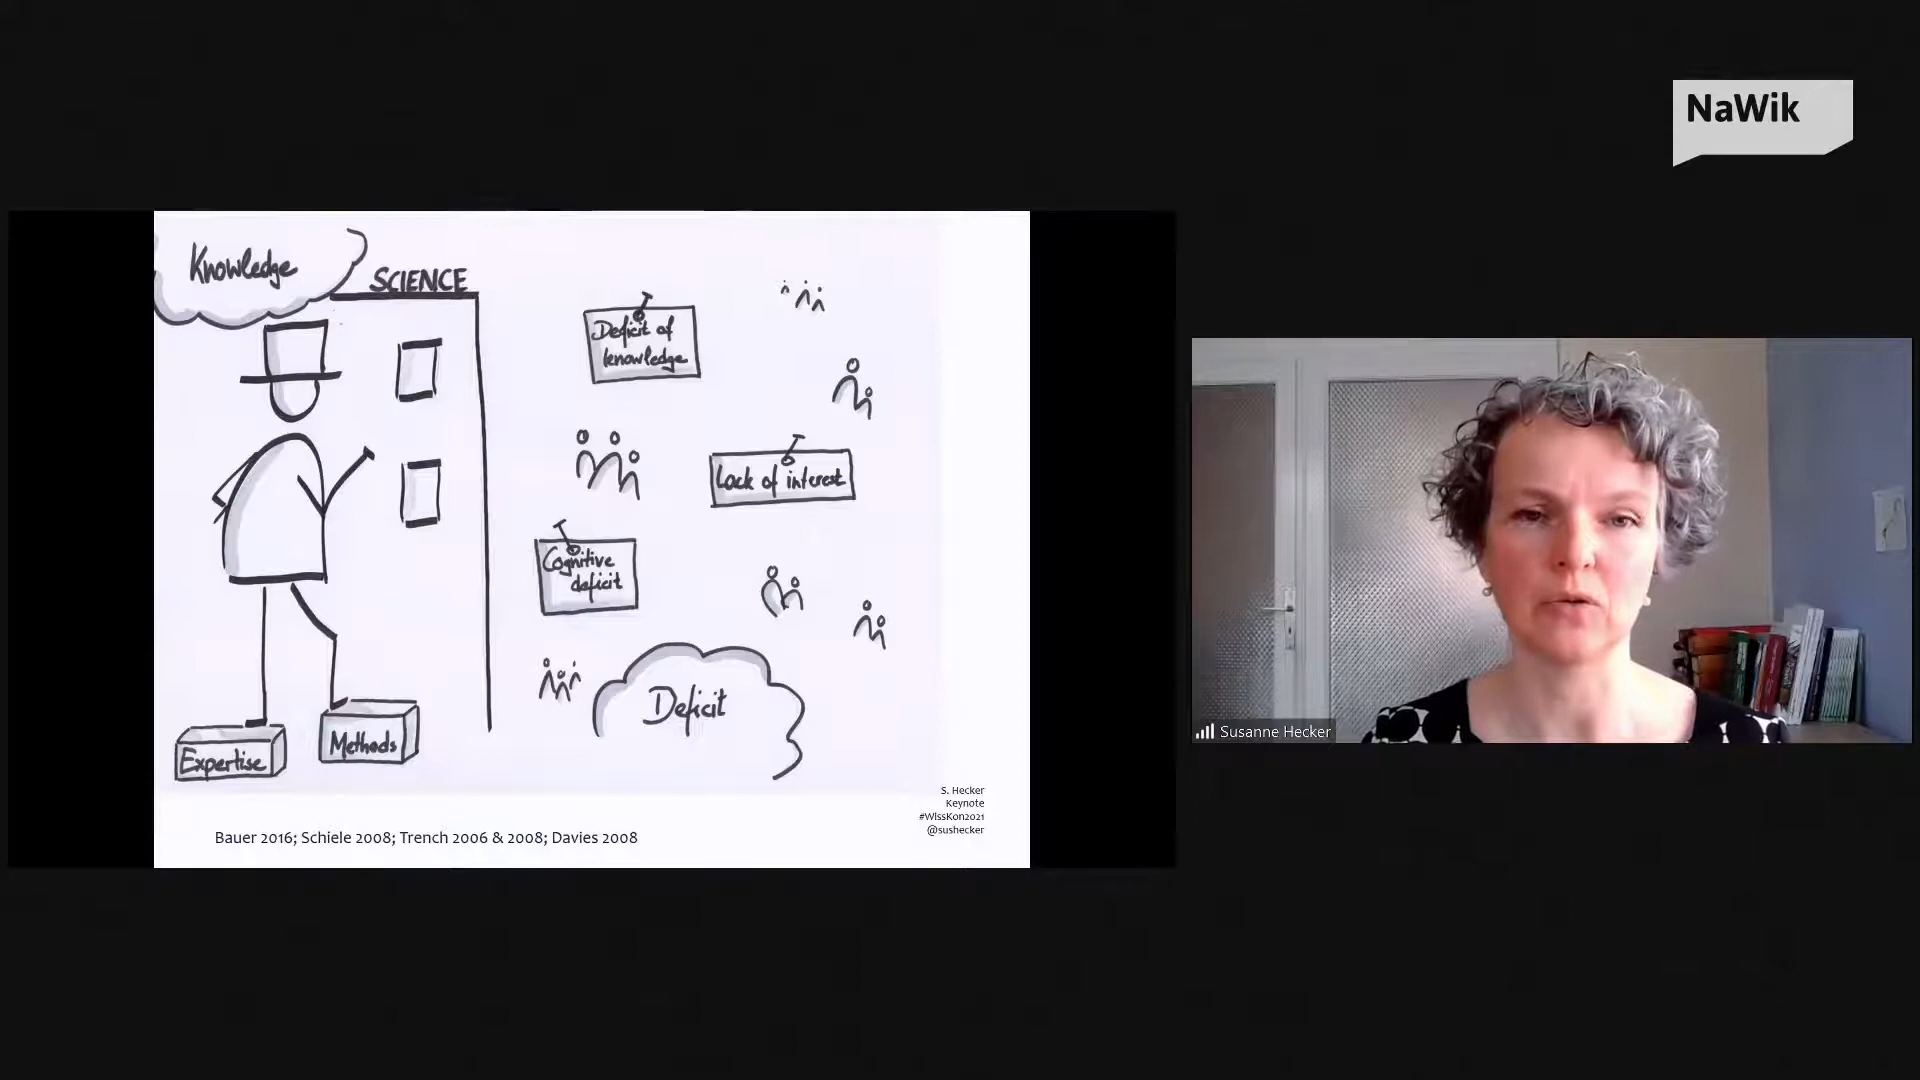 NaWik
Knowledge
SCIENCE
Deficit of
knowledge
Lack of interest
Cognitive
deficit
Deficit
Expertise
Methods
S. Hecker
Keynote
#WissKon2021
@sushecker
Bauer 2016; Schiele 2008; Trench 2006 & 2008; Davies 2008
Susanne Hecker